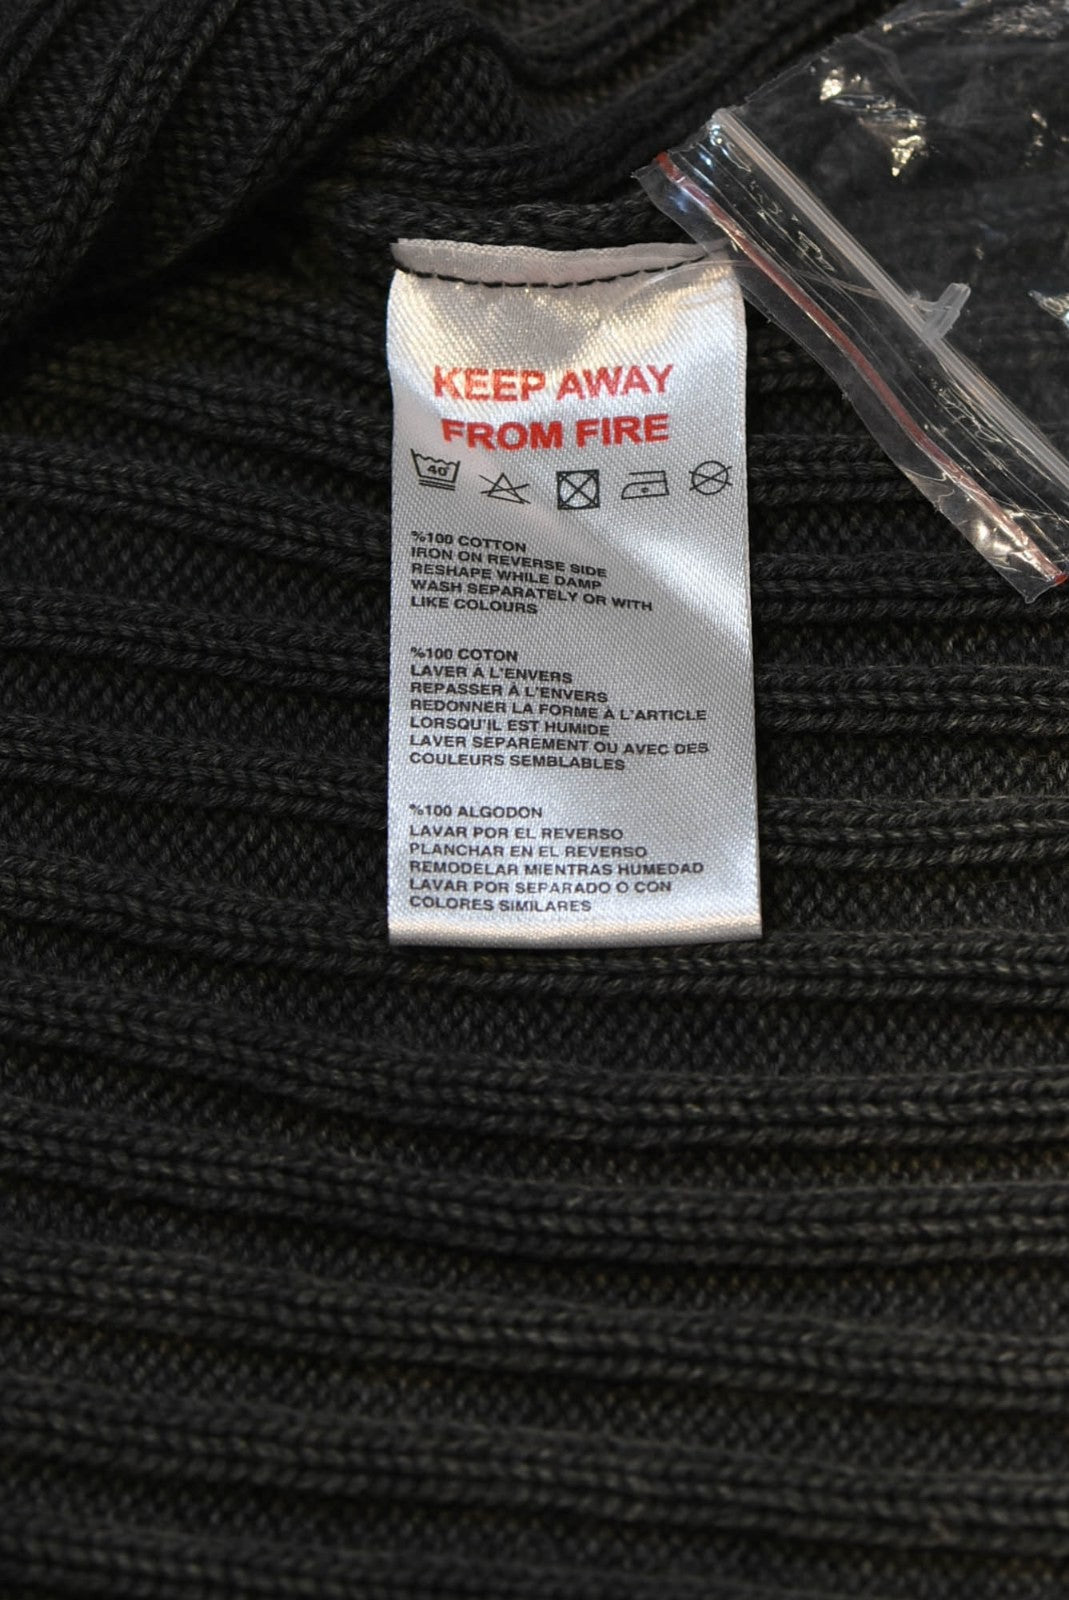 KEEP AWAY
FROM FIRE
40
%100 COTTON
IRON ON REVERSE SIDE
RESHAPE WHILE DAMP
WASH SEPARATELY OR WITH
LIKE COLOURS
%100 COTON
LAVER À L'ENVERS
REPASSER À L'ENVERS
REDONNER LA FORME À L'ARTICLE
LORSQU'IL EST HUMIDE
LAVER SEPAREMENT OU AVEC DES
COULEURS SEMBLABLES
%100 ALGODON
LAVAR POR EL REVERSO
PLANCHAR EN EL REVERSO
REMODELAR MIENTRAS HUMEDAD
LAVAR POR SEPARADO O CON
COLORES SIMILARES